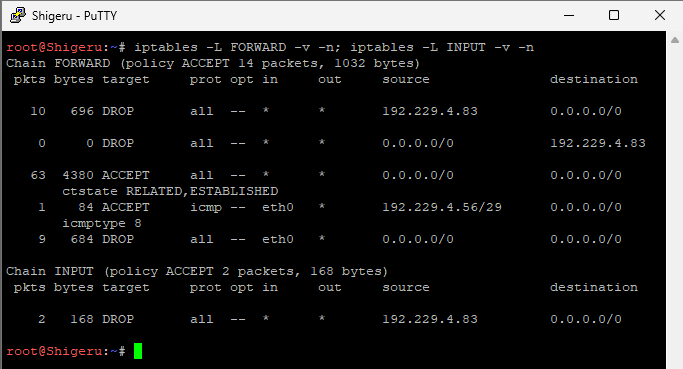 Shigeru - PuTTY
root@Shigeru:~# iptables -L FORWARD -v -n; iptables -L INPUT -v -n
Chain FORWARD (policy ACCEPT 14 packets, 1032 bytes)
 pkts bytes target     prot opt in     out     source               destination
   10   696 DROP       all  --  *      *       192.229.4.83         0.0.0.0/0
    0     0 DROP       all  --  *      *       0.0.0.0/0            192.229.4.83
   63  4380 ACCEPT     all  --  *      *       0.0.0.0/0            0.0.0.0/0
       ctstate RELATED,ESTABLISHED
    1    84 ACCEPT     icmp --  eth0   *       192.229.4.56/29      0.0.0.0/0
       icmptype 8
    9   684 DROP       all  --  eth0   *       0.0.0.0/0            0.0.0.0/0
Chain INPUT (policy ACCEPT 2 packets, 168 bytes)
 pkts bytes target     prot opt in     out     source               destination
    2   168 DROP       all  --  *      *       192.229.4.83         0.0.0.0/0
root@Shigeru:~#